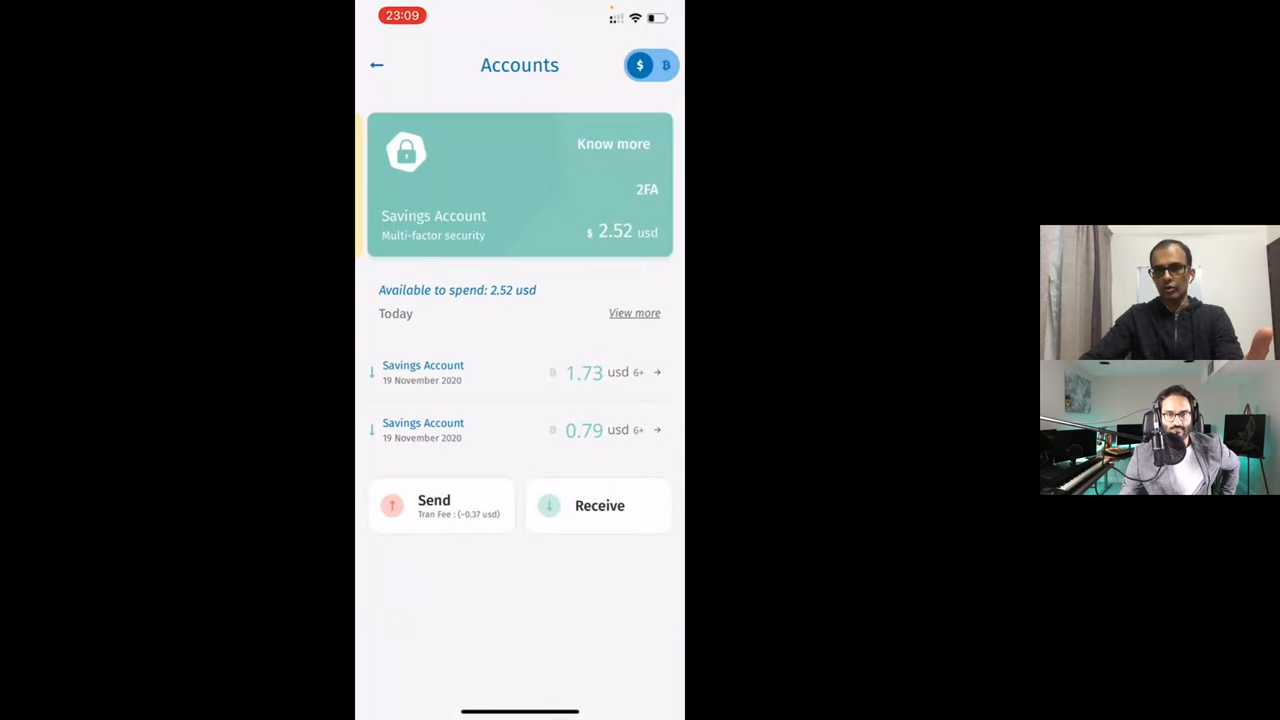 23:09
Accounts
$ ₿
Know more
2FA
Savings Account
Multi-factor security
$ 2.52 usd
Available to spend: 2.52 usd
Today
View more
Savings Account
19 November 2020
₿ 1.73 usd 6+ →
Savings Account
19 November 2020
₿ 0.79 usd 6+ →
Send
Tran Fee : (~0.37 usd)
Receive